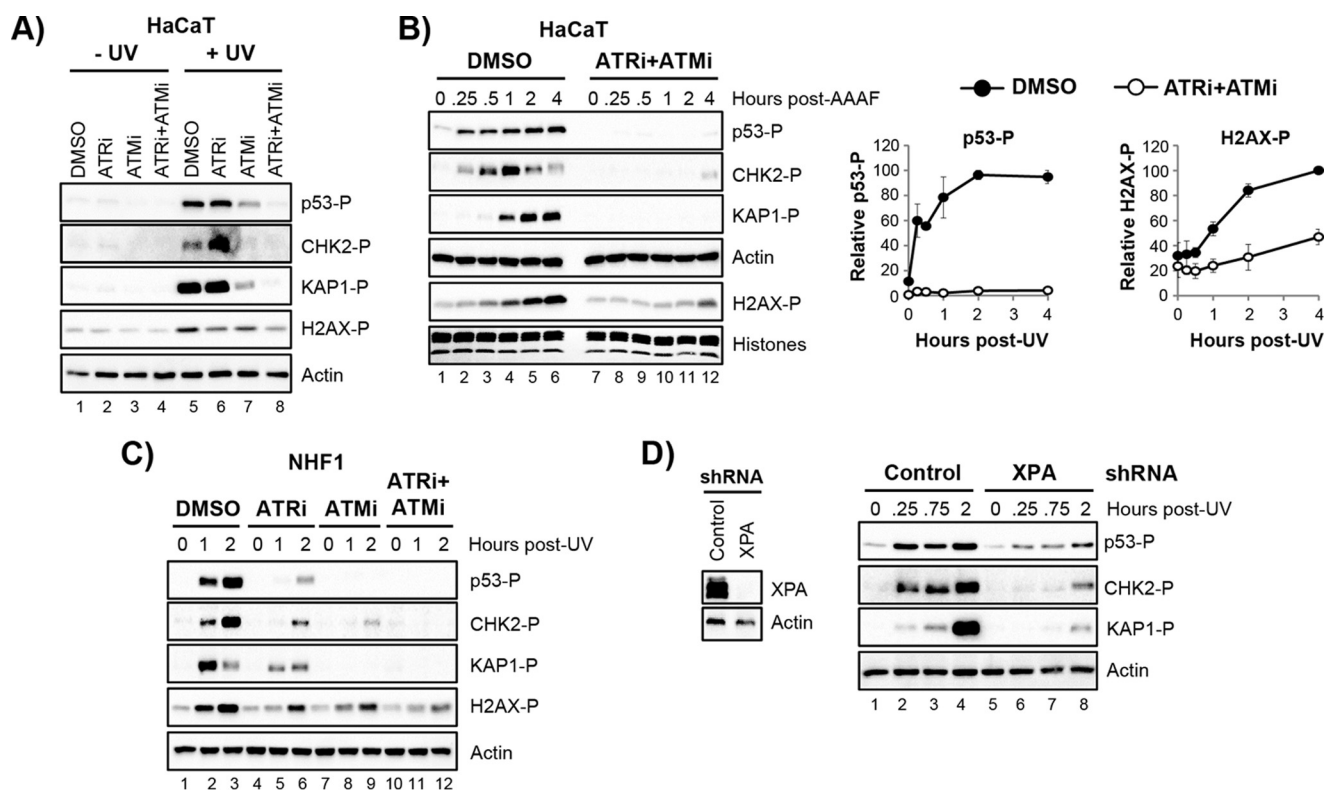 A)
HaCaT
- UV + UV
DMSO ATRi ATMi ATRi+ATMi DMSO ATRi ATMi ATRi+ATMi
p53-P
CHK2-P
KAP1-P
H2AX-P
Actin
1 2 3 4 5 6 7 8
B)
HaCaT
DMSO ATRi+ATMi
0 .25 .5 1 2 4 0 .25 .5 1 2 4 Hours post-AAAF
p53-P
CHK2-P
KAP1-P
Actin
H2AX-P
Histones
1 2 3 4 5 6 7 8 9 10 11 12
DMSO ATRi+ATMi
p53-P
Relative p53-P
120
100
80
60
40
20
0
0 1 2 3 4
Hours post-UV
H2AX-P
Relative H2AX-P
120
100
80
60
40
20
0
0 1 2 3 4
Hours post-UV
C)
NHF1
DMSO ATRi ATMi ATRi+
ATMi
0 1 2 0 1 2 0 1 2 0 1 2 Hours post-UV
p53-P
CHK2-P
KAP1-P
H2AX-P
Actin
1 2 3 4 5 6 7 8 9 10 11 12
D)
shRNA
Control XPA
XPA
Actin
Control XPA shRNA
0 .25 .75 2 0 .25 .75 2 Hours post-UV
p53-P
CHK2-P
KAP1-P
Actin
1 2 3 4 5 6 7 8